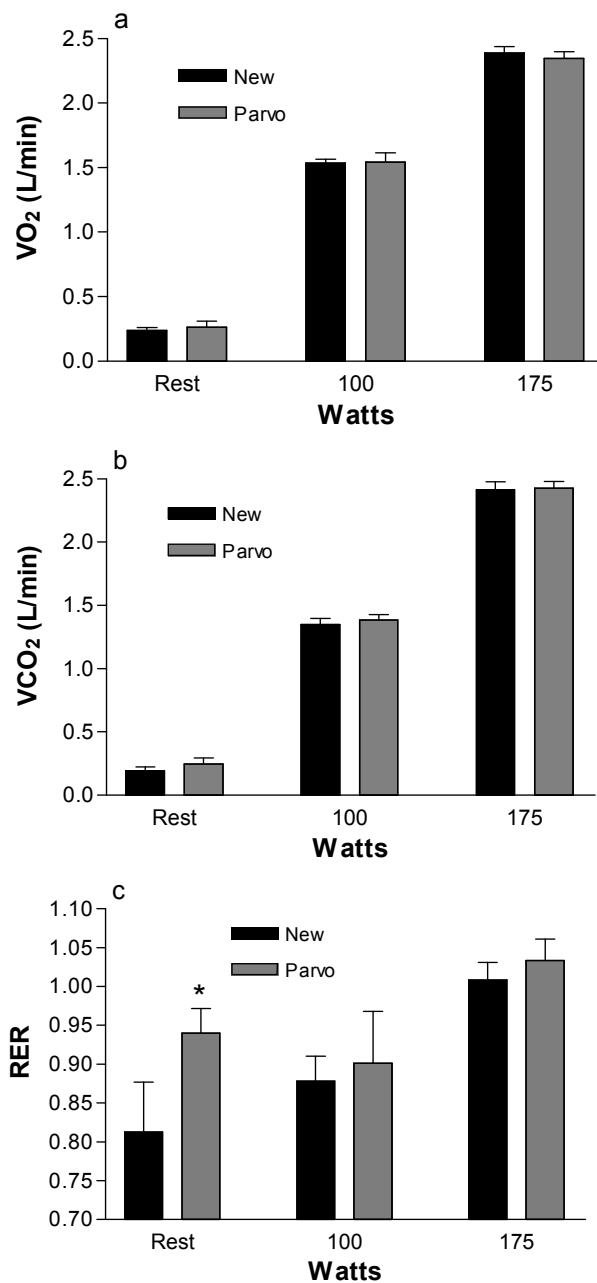 a
New
Parvo
VO₂ (L/min)
2.5
2.0
1.5
1.0
0.5
0.0
Rest 100 175
Watts
b
New
Parvo
VCO₂ (L/min)
2.5
2.0
1.5
1.0
0.5
0.0
Rest 100 175
Watts
c
New
Parvo
RER
1.10
1.05
1.00
0.95
0.90
0.85
0.80
0.75
0.70
*
Rest 100 175
Watts